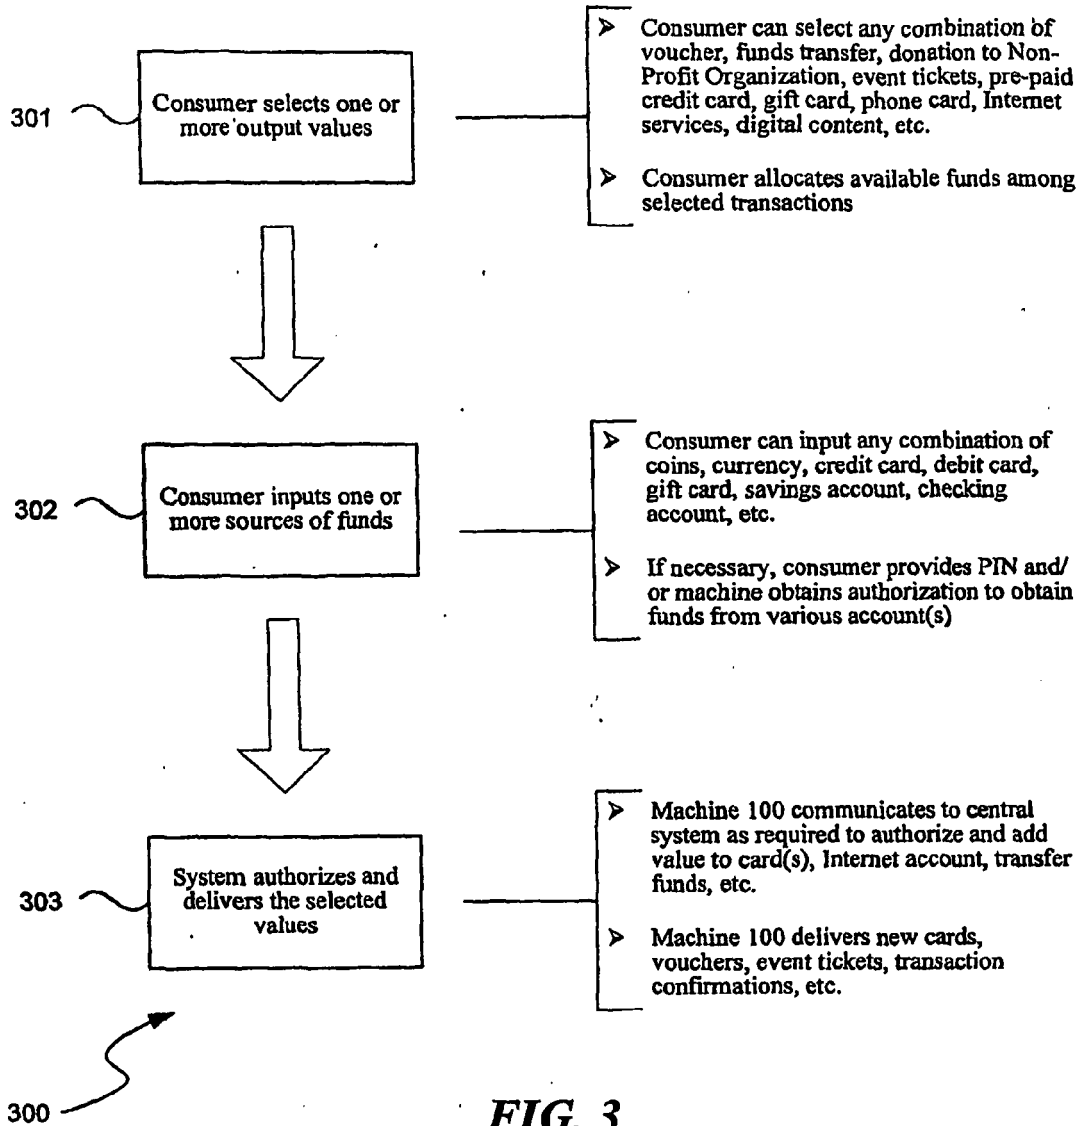 301
Consumer selects one or
more output values
➢ Consumer can select any combination of
voucher, funds transfer, donation to Non-
Profit Organization, event tickets, pre-paid
credit card, gift card, phone card, Internet
services, digital content, etc.
➢ Consumer allocates available funds among
selected transactions
302
Consumer inputs one or
more sources of funds
➢ Consumer can input any combination of
coins, currency, credit card, debit card,
gift card, savings account, checking
account, etc.
➢ If necessary, consumer provides PIN and/
or machine obtains authorization to obtain
funds from various account(s)
303
System authorizes and
delivers the selected
values
➢ Machine 100 communicates to central
system as required to authorize and add
value to card(s), Internet account, transfer
funds, etc.
➢ Machine 100 delivers new cards,
vouchers, event tickets, transaction
confirmations, etc.
300
FIG. 3